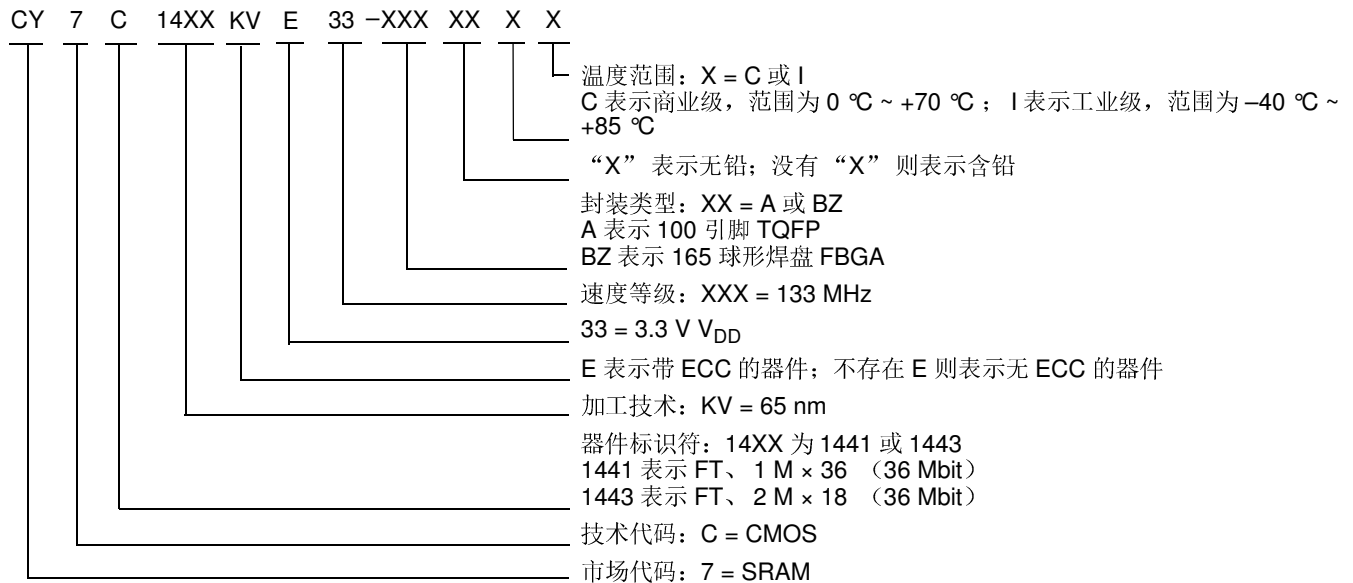 CY 7 C 14XX KV E 33 –XXX XX X X
温度范围：X = C 或 I
C 表示商业级，范围为 0 ℃ ~ +70 ℃ ； I 表示工业级，范围为 –40 ℃ ~
+85 ℃
“X” 表示无铅；没有 “X” 则表示含铅
封装类型：XX = A 或 BZ
A 表示 100 引脚 TQFP
BZ 表示 165 球形焊盘 FBGA
速度等级：XXX = 133 MHz
33 = 3.3 V VDD
E 表示带 ECC 的器件；不存在 E 则表示无 ECC 的器件
加工技术：KV = 65 nm
器件标识符：14XX 为 1441 或 1443
1441 表示 FT、 1 M × 36 （36 Mbit）
1443 表示 FT、 2 M × 18 （36 Mbit）
技术代码：C = CMOS
市场代码：7 = SRAM